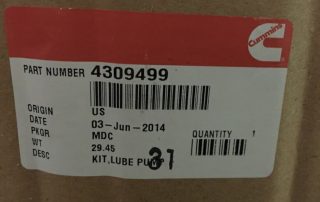 Cummins
PART NUMBER 4309499
ORIGIN US
DATE 03-Jun-2014
PKGR MDC QUANTITY 1
WT 29.45
DESC KIT,LUBE PUMP
31